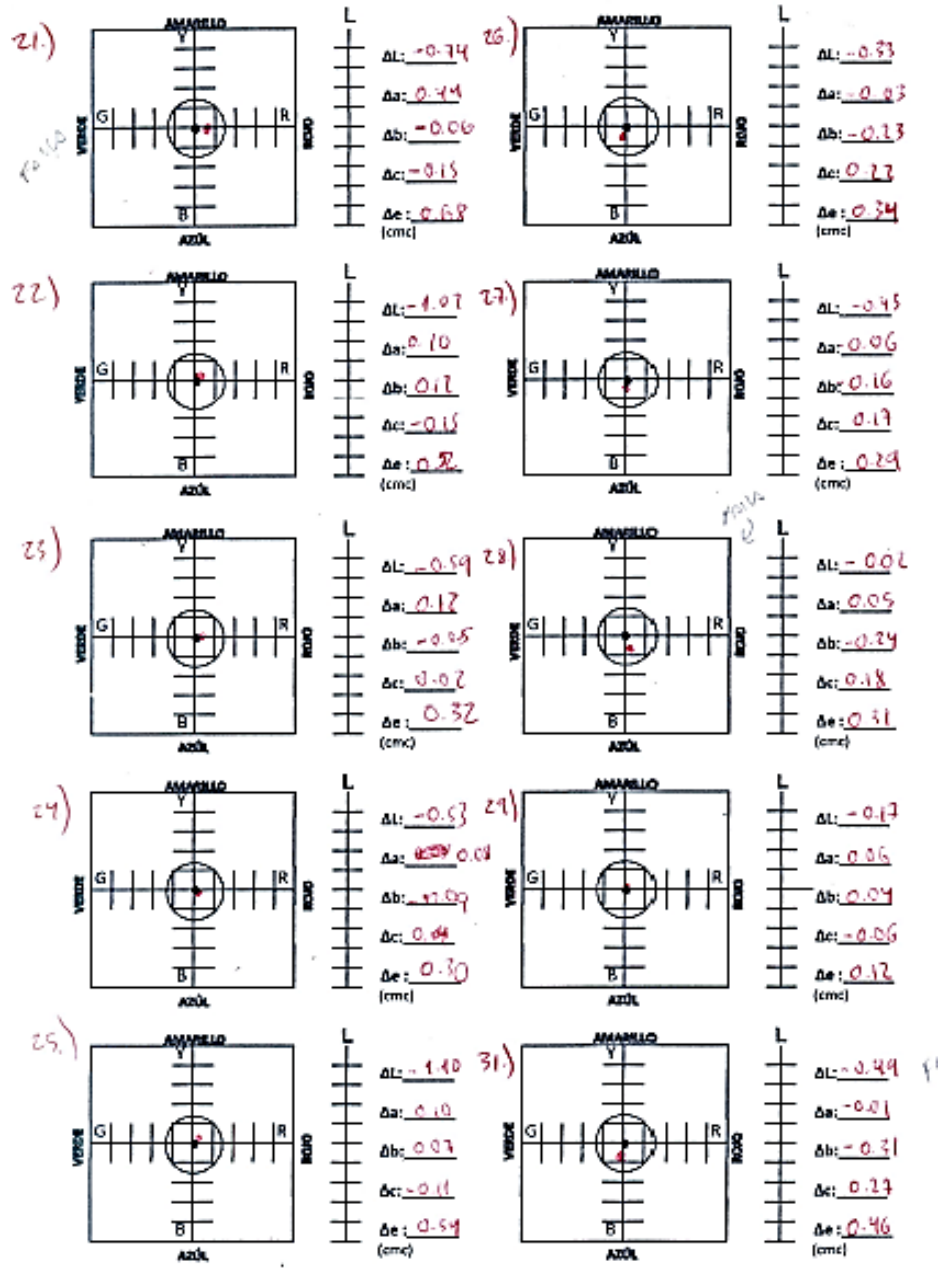 21.)
AMARILLO
Y
G
R
VERDE
ROJO
B
AZÚL
L
ΔL: -0.74
Δa: 0.44
Δb: -0.06
Δc: -0.15
Δe: 0.68
(cmc)
26.)
AMARILLO
Y
G
R
VERDE
ROJO
B
AZÚL
L
ΔL: -0.33
Δa: -0.03
Δb: -0.23
Δc: 0.22
Δe: 0.34
(cmc)
22)
AMARILLO
Y
G
R
VERDE
ROJO
B
AZÚL
L
ΔL: -1.07
Δa: 0.10
Δb: 0.12
Δc: -0.15
Δe: 0.52
(cmc)
27.)
AMARILLO
Y
G
R
VERDE
ROJO
B
AZÚL
L
ΔL: -0.45
Δa: 0.06
Δb: 0.16
Δc: 0.17
Δe: 0.29
(cmc)
23)
AMARILLO
Y
G
R
VERDE
ROJO
B
AZÚL
L
ΔL: -0.59
Δa: 0.12
Δb: -0.05
Δc: 0.02
Δe: 0.32
(cmc)
28)
AMARILLO
Y
G
R
VERDE
ROJO
B
AZÚL
L
ΔL: -0.02
Δa: 0.05
Δb: -0.24
Δc: 0.18
Δe: 0.31
(cmc)
24)
AMARILLO
Y
G
R
VERDE
ROJO
B
AZÚL
L
ΔL: -0.53
Δa: 0.08
Δb: -0.09
Δc:
Δe: 0.30
(cmc)
29)
AMARILLO
Y
G
R
VERDE
ROJO
B
AZÚL
L
ΔL: -0.17
Δa: 0.06
Δb: 0.04
Δc: -0.06
Δe: 0.12
(cmc)
25.)
AMARILLO
Y
G
R
VERDE
ROJO
B
AZÚL
L
ΔL: -1.10
Δa: 0.10
Δb: 0.07
Δc: -0.11
Δe: 0.54
(cmc)
31.)
AMARILLO
Y
G
R
VERDE
ROJO
B
AZÚL
L
ΔL: -0.49
Δa: -0.01
Δb: -0.31
Δc: 0.27
Δe: 0.46
(cmc)